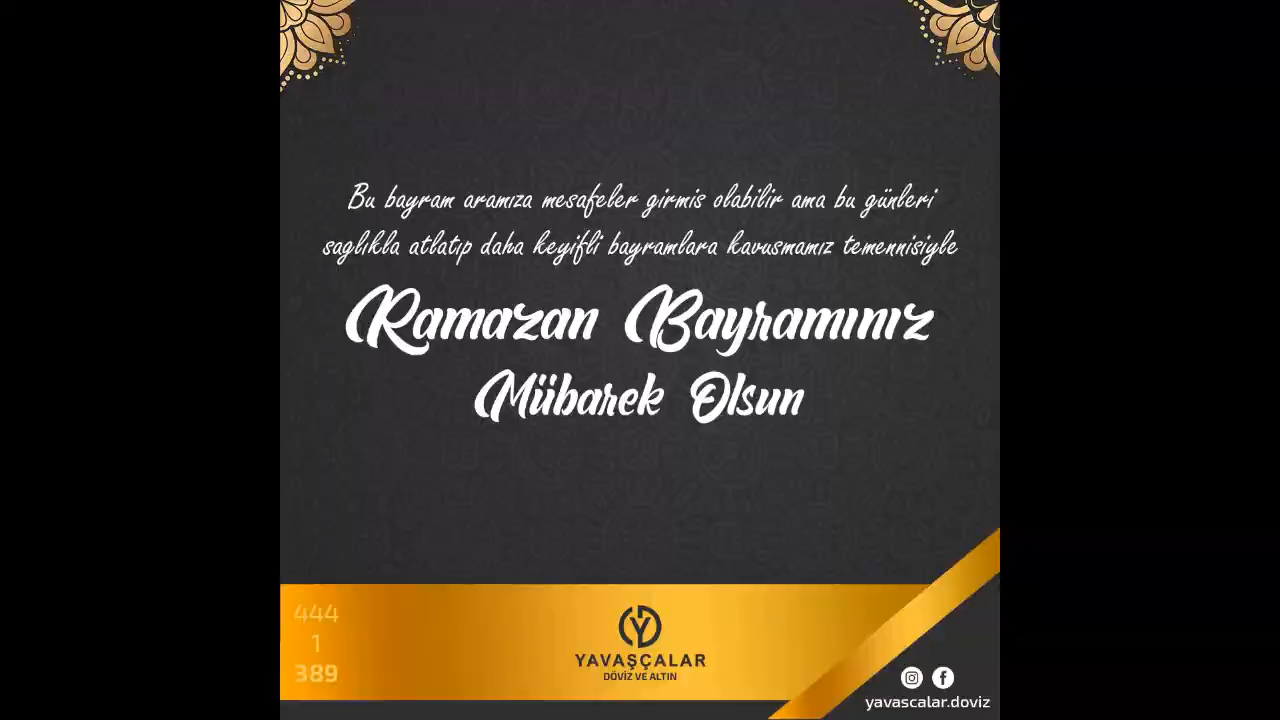 Bu bayram aramıza mesafeler girmis olabilir ama bu günleri
saglıkla atlatıp daha keyifli bayramlara kavusmamız temennisiyle
Ramazan Bayramınız
Mübarek Olsun
444
1
389
YAVAŞÇALAR
DÖVİZ VE ALTIN
yavascalar.doviz